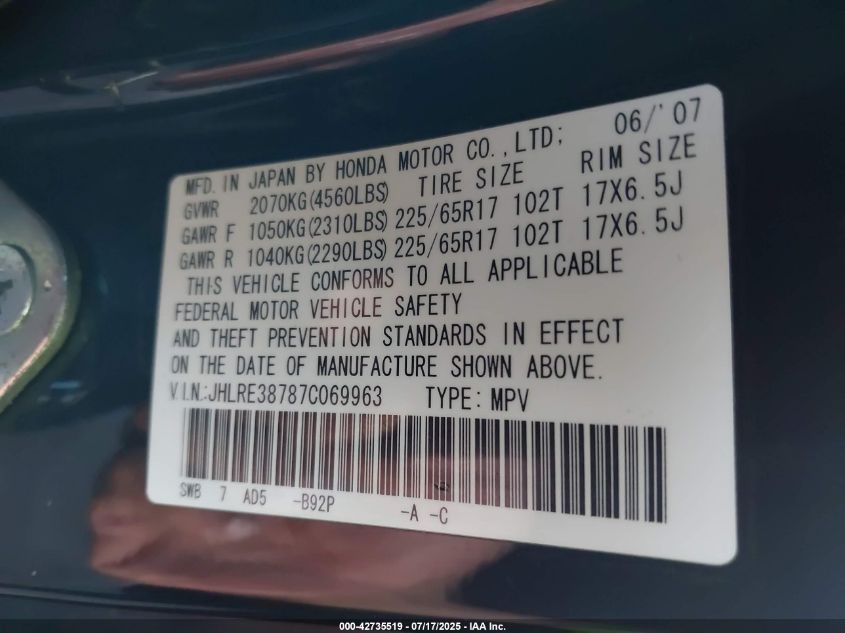 MFD. IN JAPAN BY HONDA MOTOR CO.,LTD; 06/'07
GVWR 2070KG(4560LBS) TIRE SIZE RIM SIZE
GAWR F 1050KG(2310LBS) 225/65R17 102T 17X6.5J
GAWR R 1040KG(2290LBS) 225/65R17 102T 17X6.5J
THIS VEHICLE CONFORMS TO ALL APPLICABLE
FEDERAL MOTOR VEHICLE SAFETY
AND THEFT PREVENTION STANDARDS IN EFFECT
ON THE DATE OF MANUFACTURE SHOWN ABOVE.
V.I.N.:JHLRE38787C069963 TYPE: MPV
SWB 7 AD5 -B92P -A -C
000-42735519 - 07/17/2025 - IAA Inc.